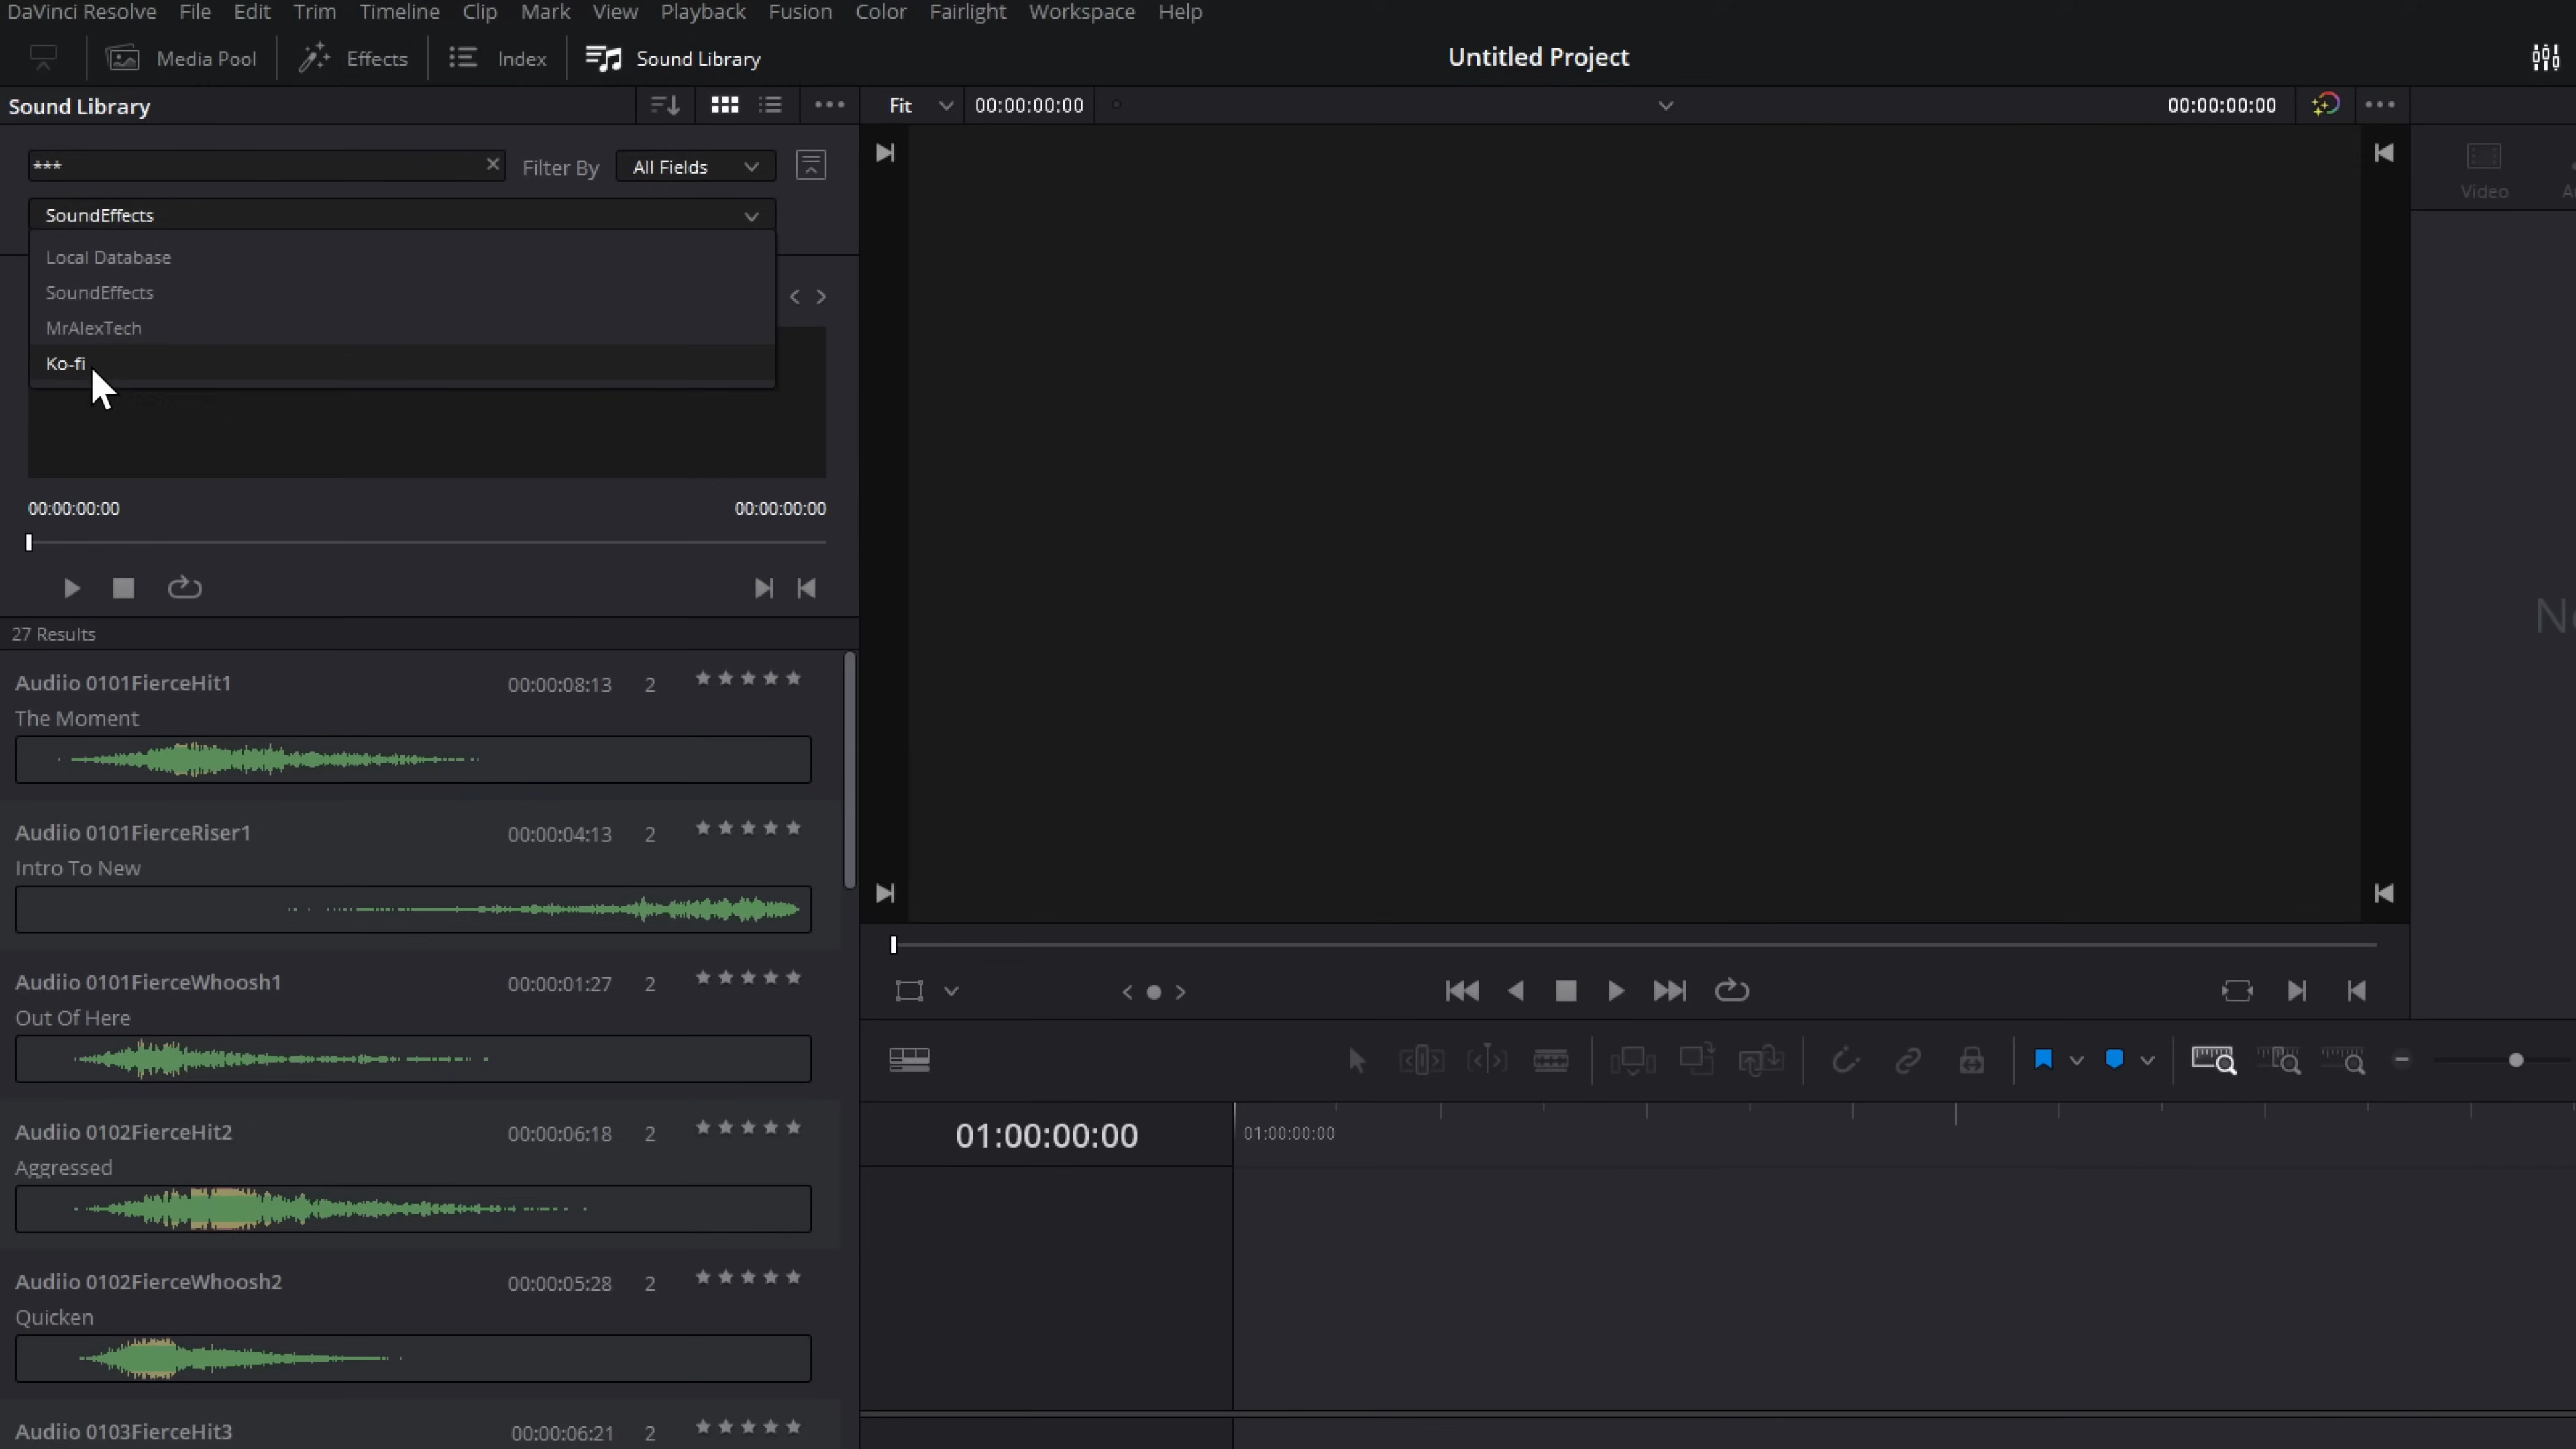 DaVinci Resolve File Edit Trim Timeline Clip Mark View Playback Fusion Color Fairlight Workspace Help
Media Pool Effects Index Sound Library Untitled Project
Sound Library Fit 00:00:00:00 00:00:00:00
*** Filter By All Fields
Video
SoundEffects
Local Database
SoundEffects
MrAlexTech
Ko-fi
00:00:00:00 00:00:00:00
27 Results
Audiio 0101FierceHit1 00:00:08:13 2
The Moment
Audiio 0101FierceRiser1 00:00:04:13 2
Intro To New
Audiio 0101FierceWhoosh1 00:00:01:27 2
Out Of Here
Audiio 0102FierceHit2 00:00:06:18 2
Aggressed
Audiio 0102FierceWhoosh2 00:00:05:28 2
Quicken
Audiio 0103FierceHit3 00:00:06:21 2
01:00:00:00 01:00:00:00